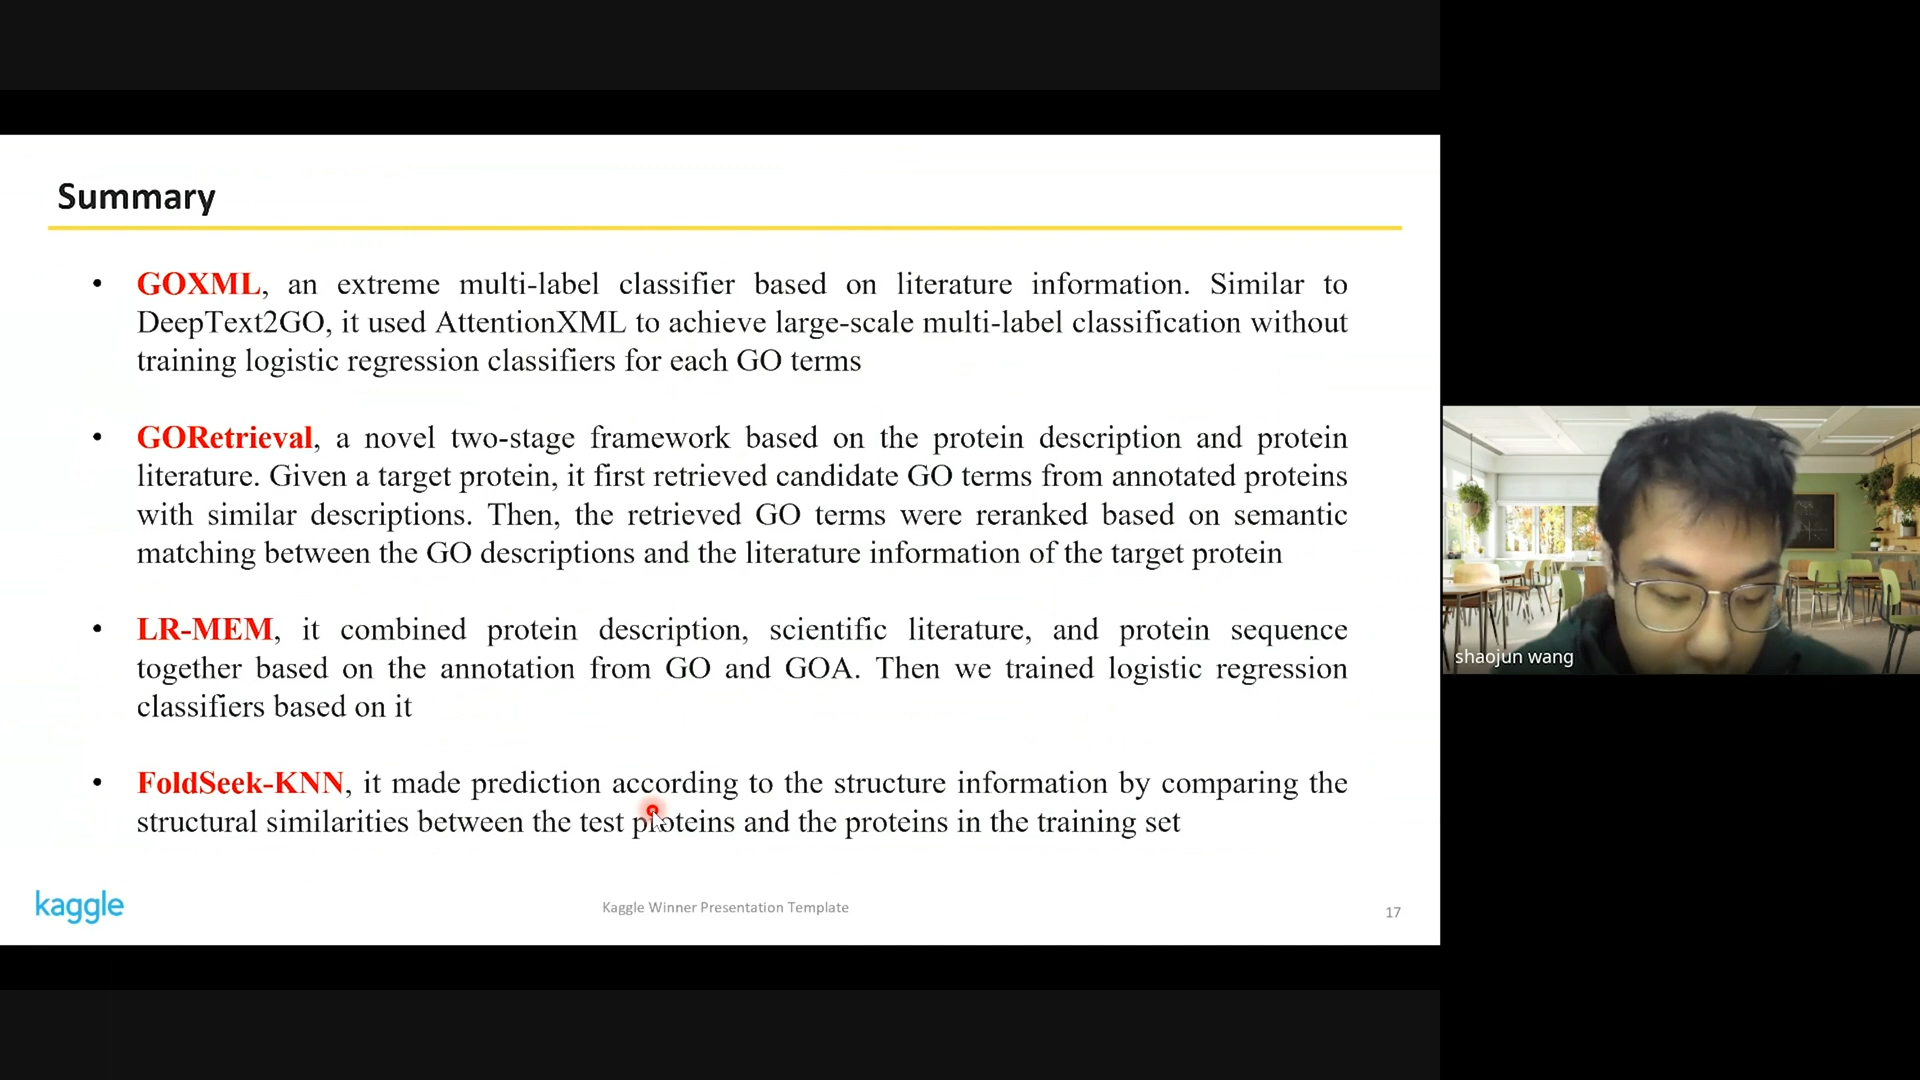 Summary
• GOXML, an extreme multi-label classifier based on literature information. Similar to
DeepText2GO, it used AttentionXML to achieve large-scale multi-label classification without
training logistic regression classifiers for each GO terms
• GORetrieval, a novel two-stage framework based on the protein description and protein
literature. Given a target protein, it first retrieved candidate GO terms from annotated proteins
with similar descriptions. Then, the retrieved GO terms were reranked based on semantic
matching between the GO descriptions and the literature information of the target protein
• LR-MEM, it combined protein description, scientific literature, and protein sequence
together based on the annotation from GO and GOA. Then we trained logistic regression
classifiers based on it
• FoldSeek-KNN, it made prediction according to the structure information by comparing the
structural similarities between the test proteins and the proteins in the training set
kaggle
Kaggle Winner Presentation Template
17
shaojun wang